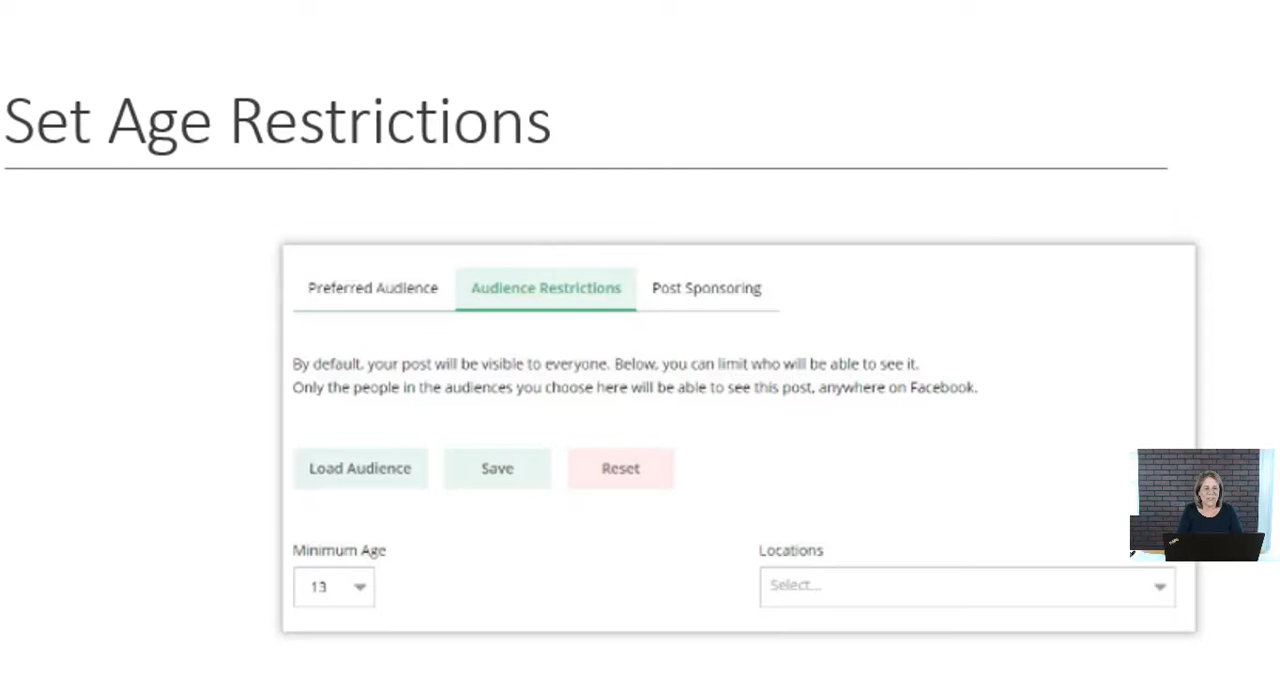 Set Age Restrictions
Preferred Audience Audience Restrictions Post Sponsoring
By default, your post will be visible to everyone. Below, you can limit who will be able to see it.
Only the people in the audiences you choose here will be able to see this post, anywhere on Facebook.
Load Audience Save Reset
Minimum Age Locations
13 Select...